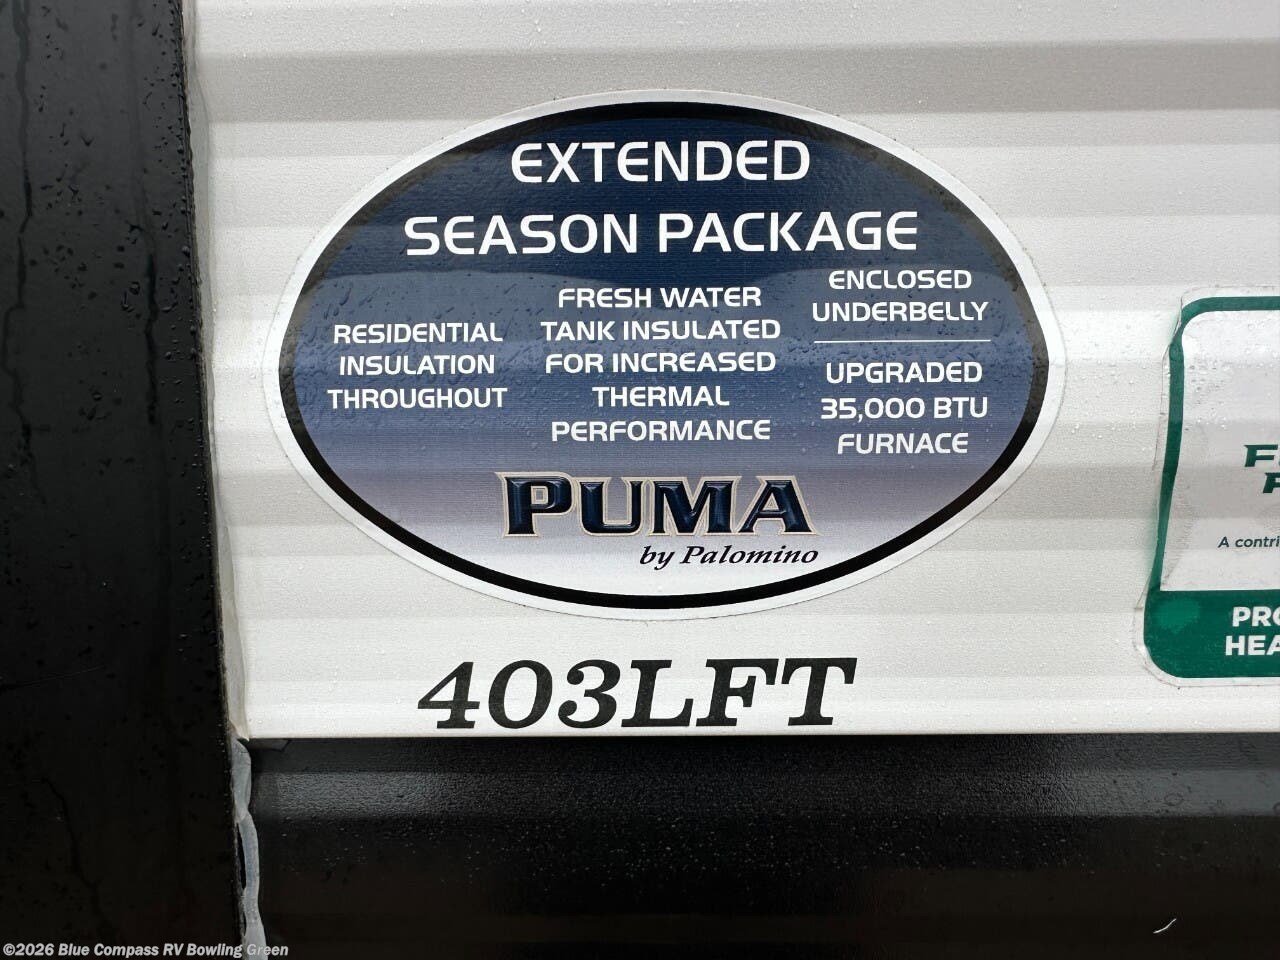 EXTENDED
SEASON PACKAGE
RESIDENTIAL
INSULATION
THROUGHOUT
FRESH WATER
TANK INSULATED
FOR INCREASED
THERMAL
PERFORMANCE
ENCLOSED
UNDERBELLY
UPGRADED
35,000 BTU
FURNACE
PUMA
by Palomino
403LFT
A
©2026 Blue Compass RV Bowling Green